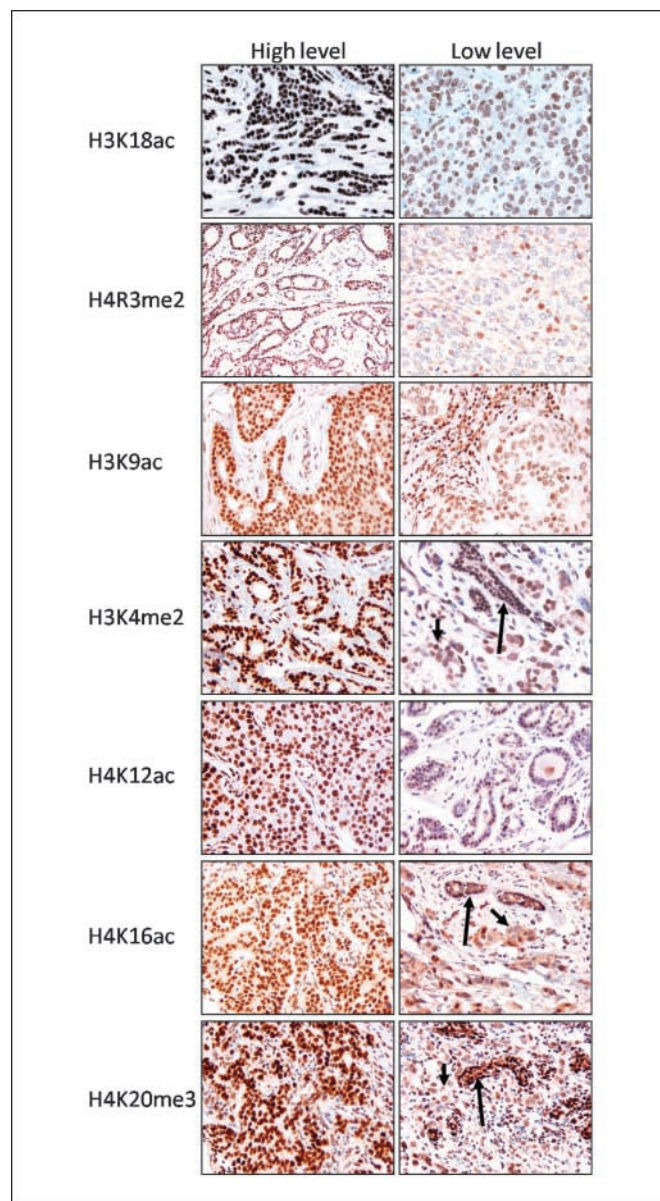 High level Low level
H3K18ac
H4R3me2
H3K9ac
H3K4me2
H4K12ac
H4K16ac
H4K20me3